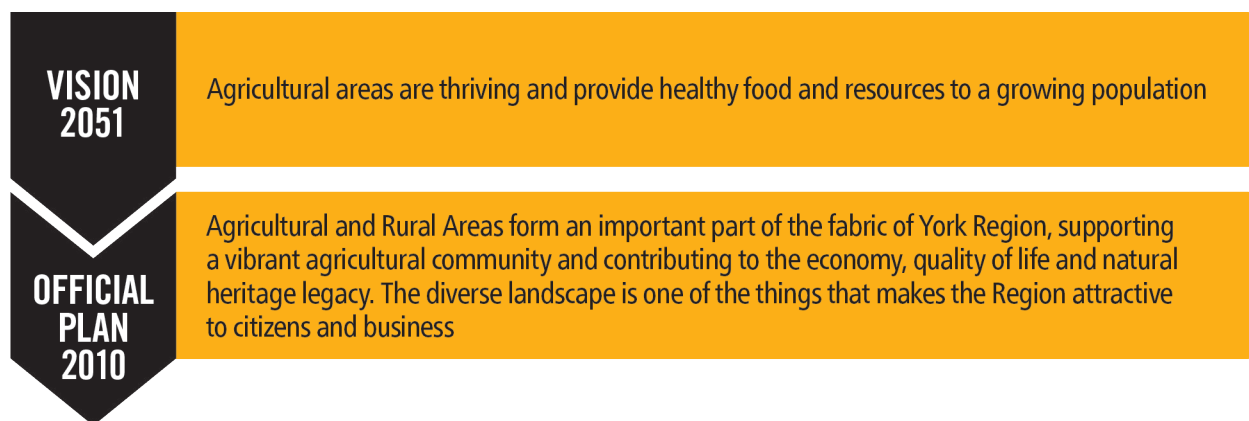 VISION
2051
Agricultural areas are thriving and provide healthy food and resources to a growing population
OFFICIAL
PLAN
2010
Agricultural and Rural Areas form an important part of the fabric of York Region, supporting
a vibrant agricultural community and contributing to the economy, quality of life and natural
heritage legacy. The diverse landscape is one of the things that makes the Region attractive
to citizens and business